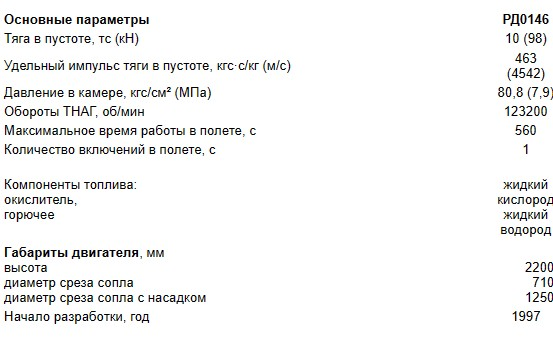 Основные параметры РД0146
Тяга в пустоте, тс (кН) 10 (98)
Удельный импульс тяги в пустоте, кгс·с/кг (м/с) 463 (4542)
Давление в камере, кгс/см² (МПа) 80,8 (7,9)
Обороты ТНАГ, об/мин 123200
Максимальное время работы в полете, с 560
Количество включений в полете, с 1
Компоненты топлива: жидкий
окислитель, кислород
горючее жидкий
водород
Габариты двигателя, мм
высота 2200
диаметр среза сопла 710
диаметр среза сопла с насадком 1250
Начало разработки, год 1997